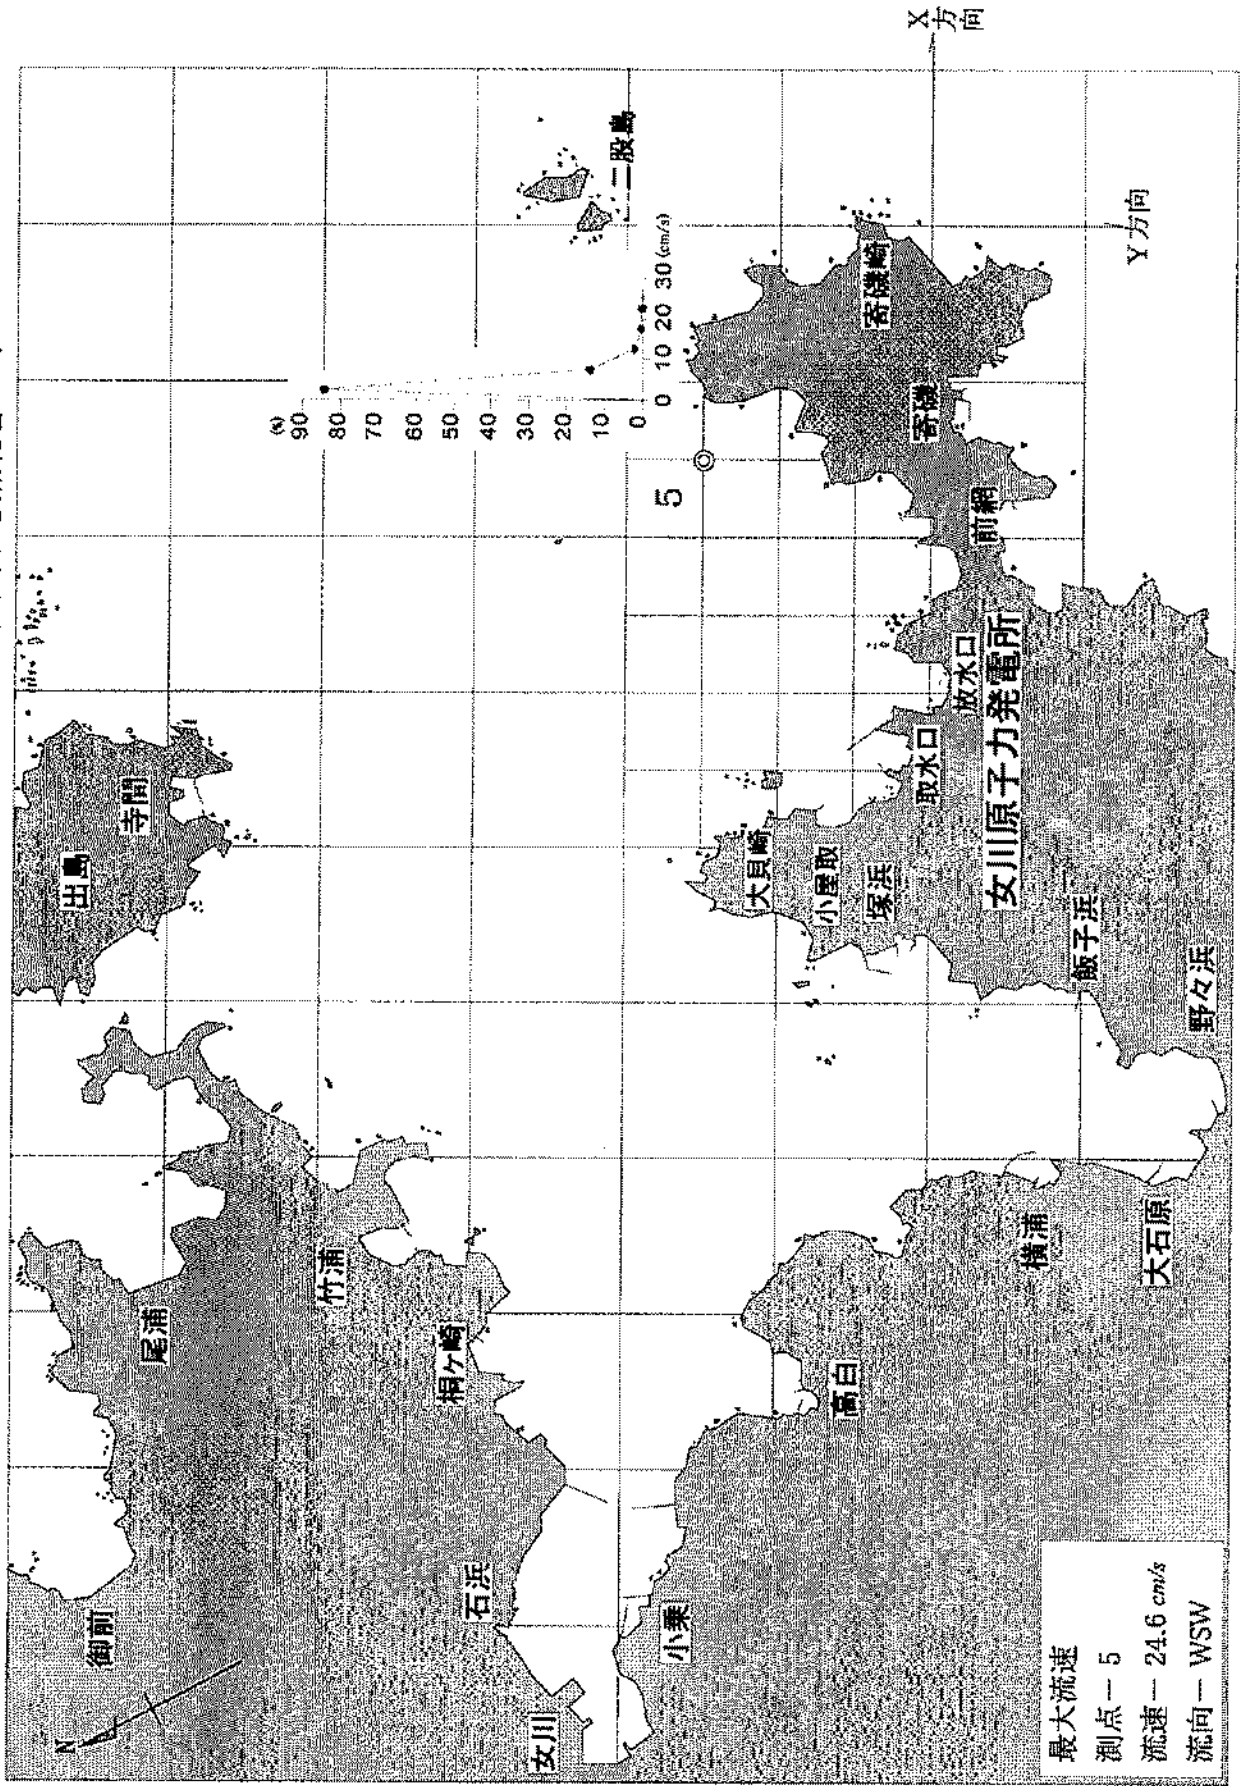 最大流速
測点－5
流速－24.6 cm/s
流向－WSW
N
御前
尾浦
竹浦
桐ケ崎
石浜
女川
小乗
高白
横浦
大石原
野々浜
飯子浜
塚浜
小屋取
大貝崎
出島
寺間
取水口
放水口
女川原子力発電所
前網
寄磯
寄磯崎
二股島
5
(%)
90
80
70
60
50
40
30
20
10
0
0 10 20 30 (cm/s)
X方向
Y方向